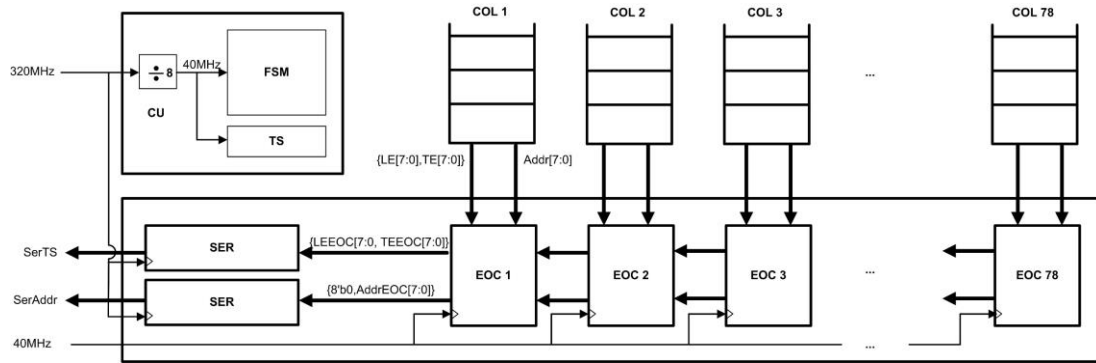 COL 1
COL 2
COL 3
COL 78
320MHz
÷ 8
40MHz
FSM
CU
TS
...
{LE[7:0],TE[7:0]}
Addr[7:0]
SerTS
SER
{LEEOC[7:0, TEEOC[7:0]}
EOC 1
EOC 2
EOC 3
...
EOC 78
SerAddr
SER
{8'b0,AddrEOC[7:0]}
40MHz
...